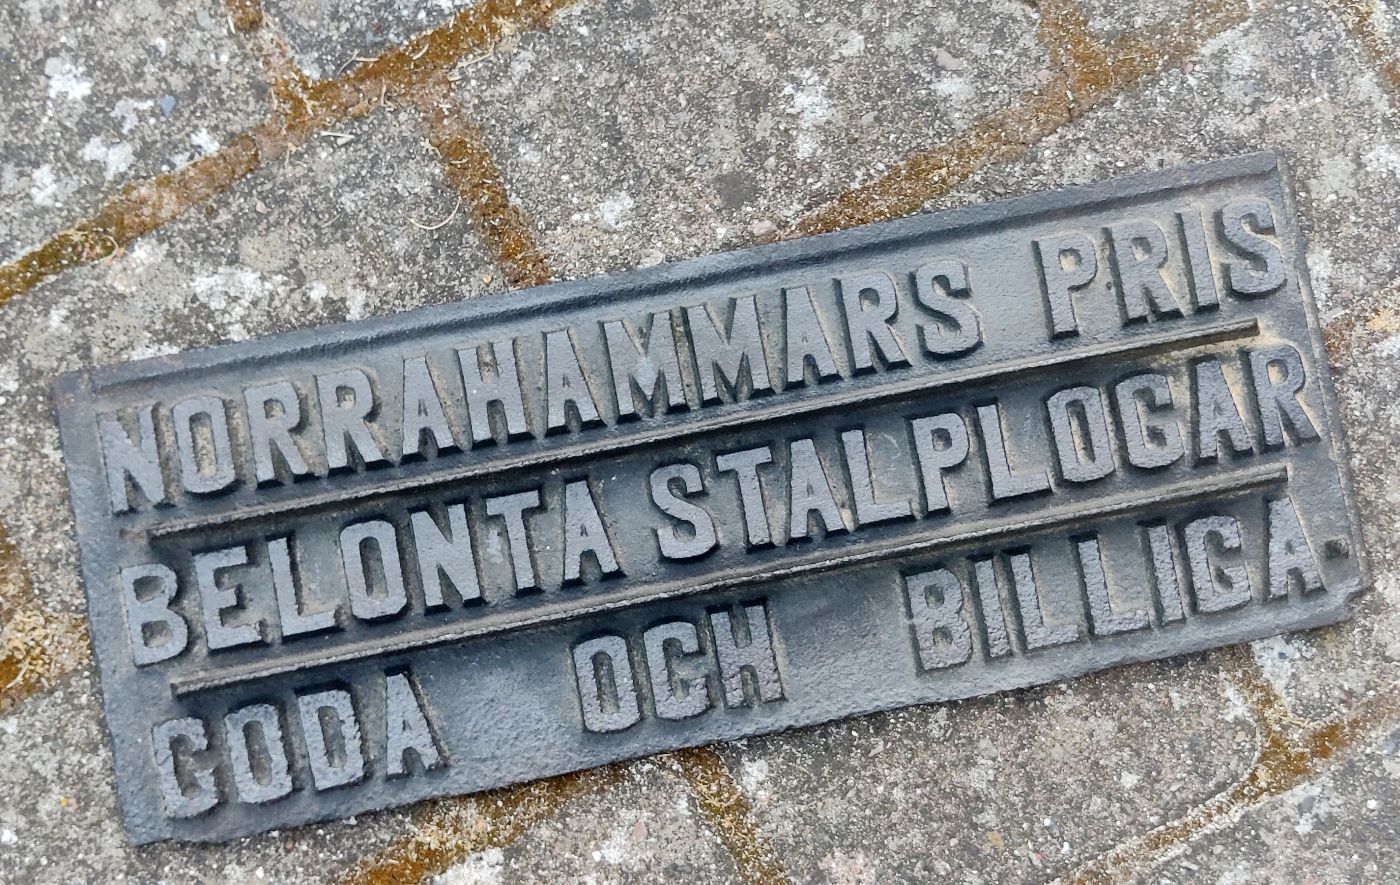 NORRAHAMMARS PRIS
BELONTA STALPLOGAR
GODA OCH BILLIGA.